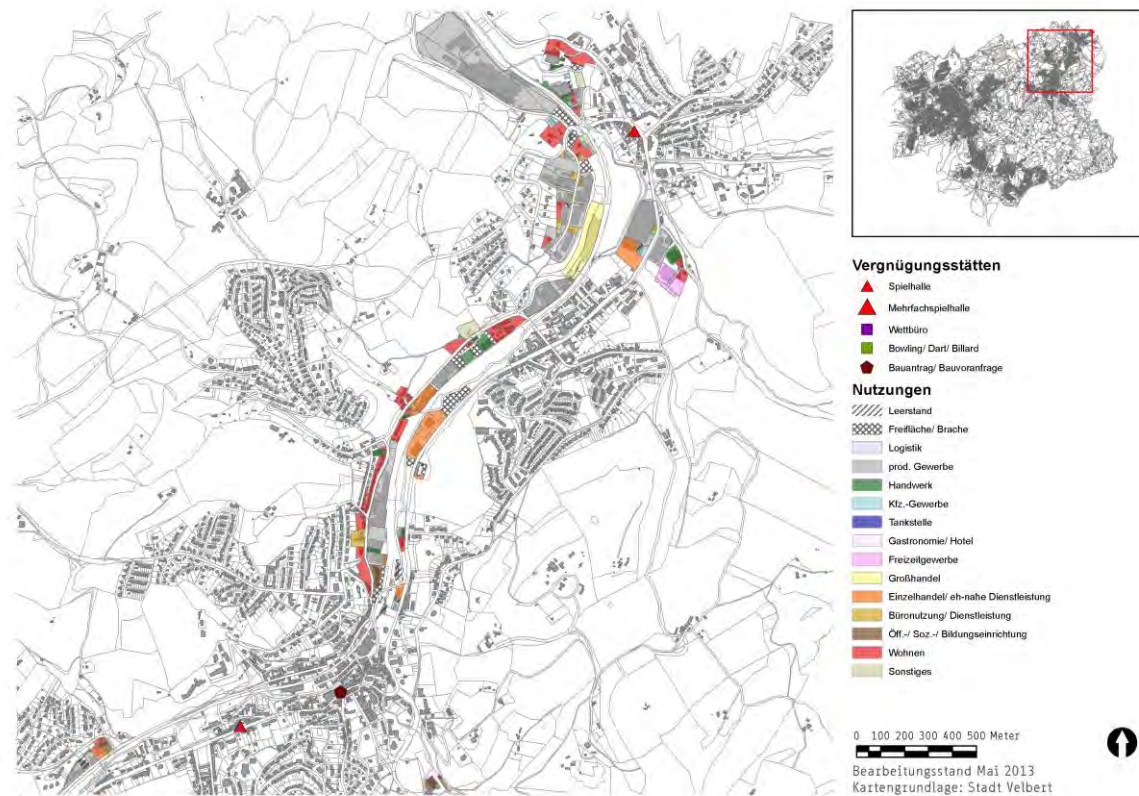 Vergnügungsstätten
Spielhalle
Mehrfachspielhalle
Wettbüro
Bowling/ Dart/ Billard
Bauantrag/ Bauvoranfrage
Nutzungen
Leerstand
Freifläche/ Brache
Logistik
prod. Gewerbe
Handwerk
Kfz.-Gewerbe
Tankstelle
Gastronomie/ Hotel
Freizeitgewerbe
Großhandel
Einzelhandel/ eh-nahe Dienstleistung
Büronutzung/ Dienstleistung
Öff.-/ Soz.-/ Bildungseinrichtung
Wohnen
Sonstiges
0 100 200 300 400 500 Meter
Bearbeitungsstand Mai 2013
Kartengrundlage: Stadt Velbert